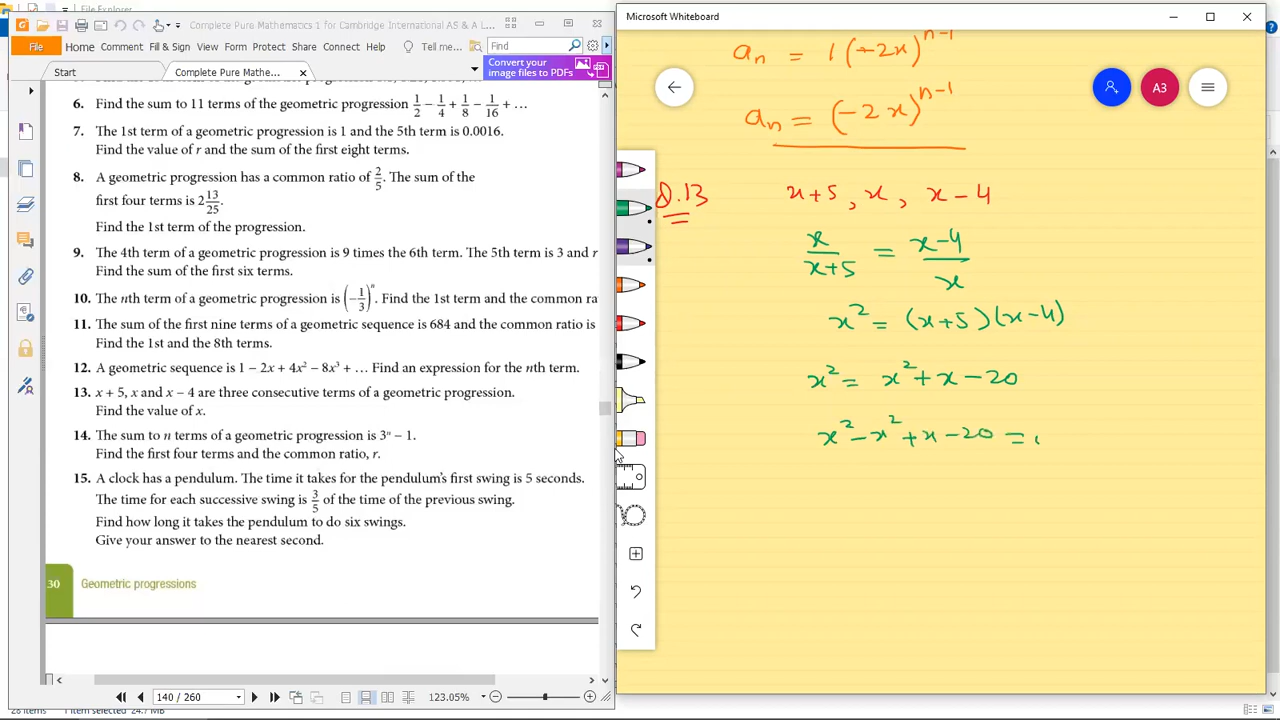 Complete Pure Mathematics 1 for Cambridge International AS & A L
File Home Comment Fill & Sign View Form Protect Share Connect Help Tell me... Find
Start Complete Pure Mathe... ×
Convert your image files to PDFs
6. Find the sum to 11 terms of the geometric progression 1/2 − 1/4 + 1/8 − 1/16 + …
7. The 1st term of a geometric progression is 1 and the 5th term is 0.0016.
Find the value of r and the sum of the first eight terms.
8. A geometric progression has a common ratio of 2/5. The sum of the
first four terms is 2 13/25.
Find the 1st term of the progression.
9. The 4th term of a geometric progression is 9 times the 6th term. The 5th term is 3 and r
Find the sum of the first six terms.
10. The nth term of a geometric progression is (−1/3)ⁿ. Find the 1st term and the common ra
11. The sum of the first nine terms of a geometric sequence is 684 and the common ratio is
Find the 1st and the 8th terms.
12. A geometric sequence is 1 − 2x + 4x² − 8x³ + … Find an expression for the nth term.
13. x + 5, x and x − 4 are three consecutive terms of a geometric progression.
Find the value of x.
14. The sum to n terms of a geometric progression is 3ⁿ − 1.
Find the first four terms and the common ratio, r.
15. A clock has a pendulum. The time it takes for the pendulum's first swing is 5 seconds.
The time for each successive swing is 3/5 of the time of the previous swing.
Find how long it takes the pendulum to do six swings.
Give your answer to the nearest second.
30 Geometric progressions
140 / 260 123.05%
1 item selected 24.7 MB
Microsoft Whiteboard
A3
aₙ = 1(−2x)ⁿ⁻¹
aₙ = (−2x)ⁿ⁻¹
Q.13 x+5, x, x−4
x/(x+5) = (x−4)/x
x² = (x+5)(x−4)
x² = x²+x−20
x²−x²+x−20 =